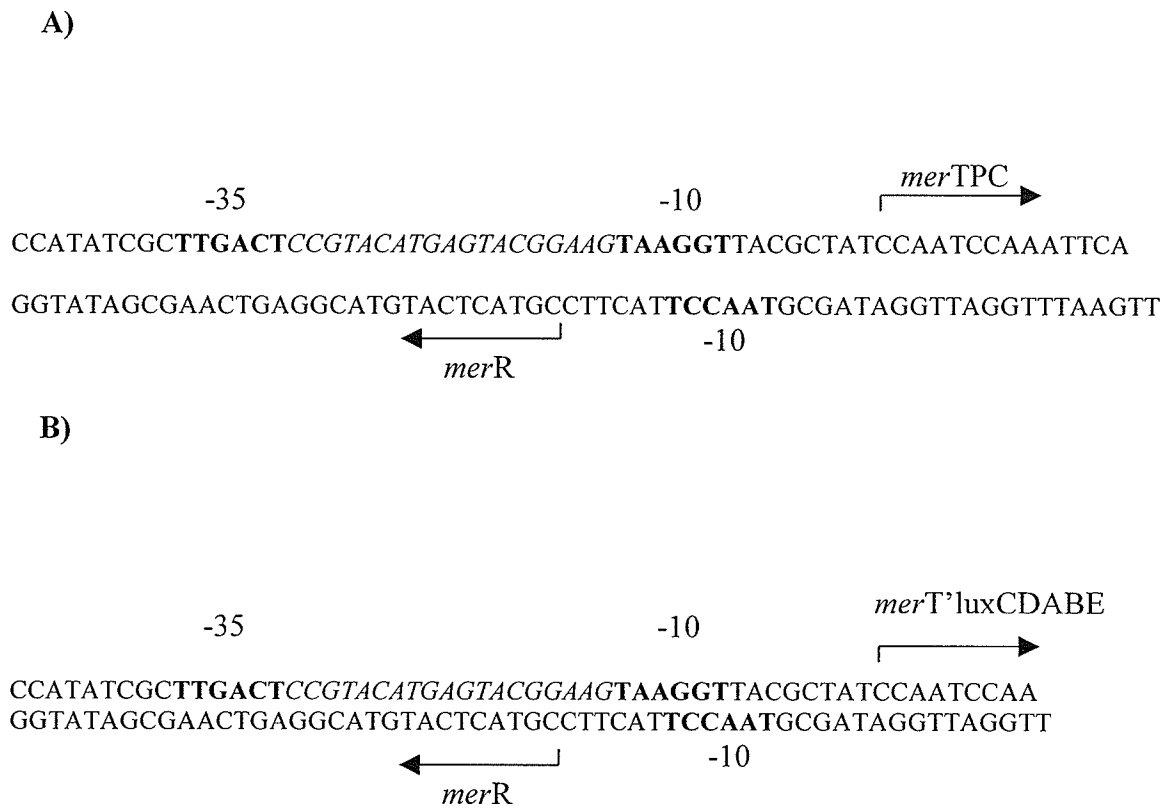 A)
merTPC
-35 -10
CCATATCGCTTGACTCCGTACATGAGTACGGAAGTAAGGTTACGCTATCCAATCCAAATTCA
GGTATAGCGAACTGAGGCATGTACTCATGCCTTCATTCCAATGCGATAGGTTAGGTTTAAGTT
merR -10
B)
merT’luxCDABE
-35 -10
CCATATCGCTTGACTCCGTACATGAGTACGGAAGTAAGGTTACGCTATCCAATCCAA
GGTATAGCGAACTGAGGCATGTACTCATGCCTTCATTCCAATGCGATAGGTTAGGTT
merR -10